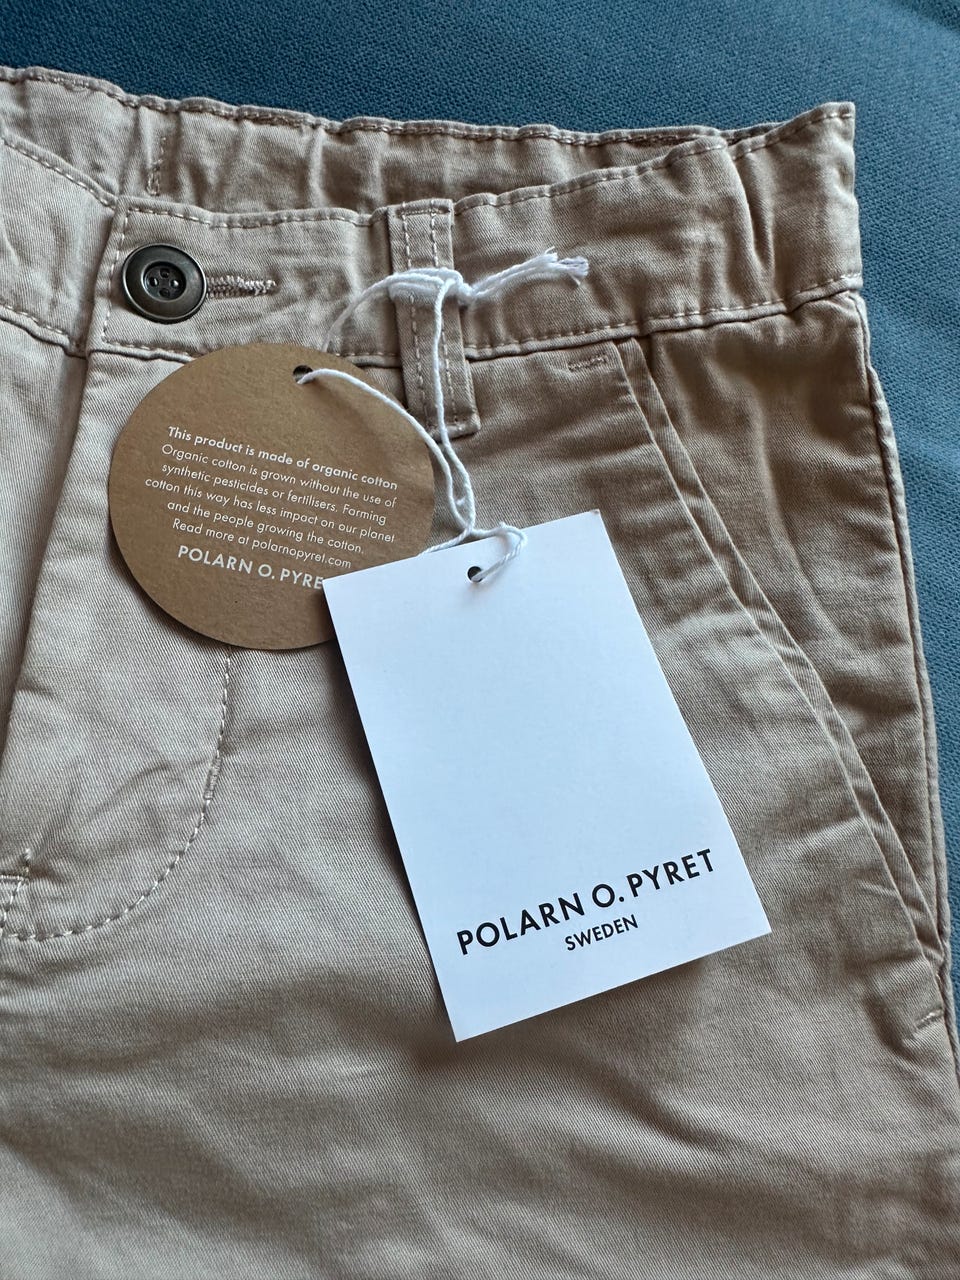 This product is made of organic cotton
Organic cotton is grown without the use of
synthetic pesticides or fertilisers. Farming
cotton this way has less impact on our planet
and the people growing the cotton.
Read more at polarnopyret.com
POLARN O. PYRE
POLARN O. PYRET
SWEDEN